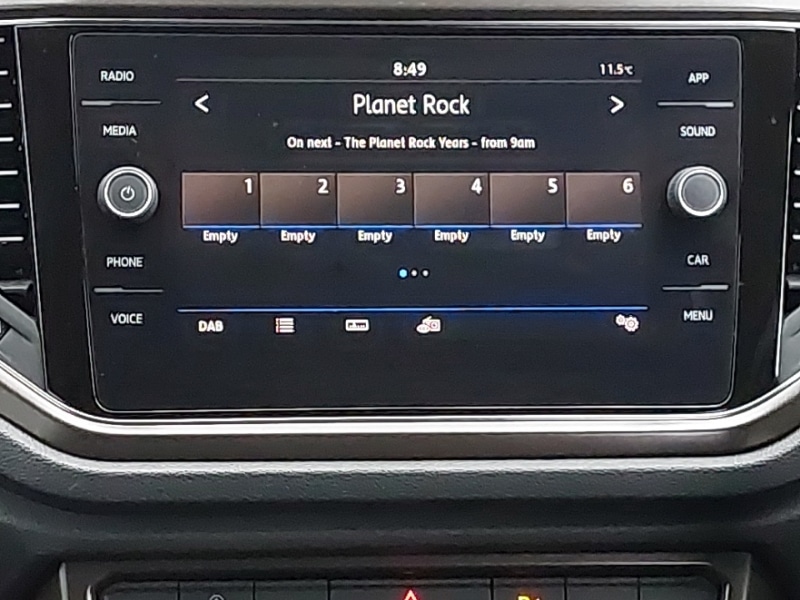 RADIO
8:49
11.5°C
APP
< Planet Rock >
MEDIA
SOUND
On next - The Planet Rock Years - from 9am
1 2 3 4 5 6
Empty Empty Empty Empty Empty Empty
PHONE
CAR
VOICE
DAB
MENU